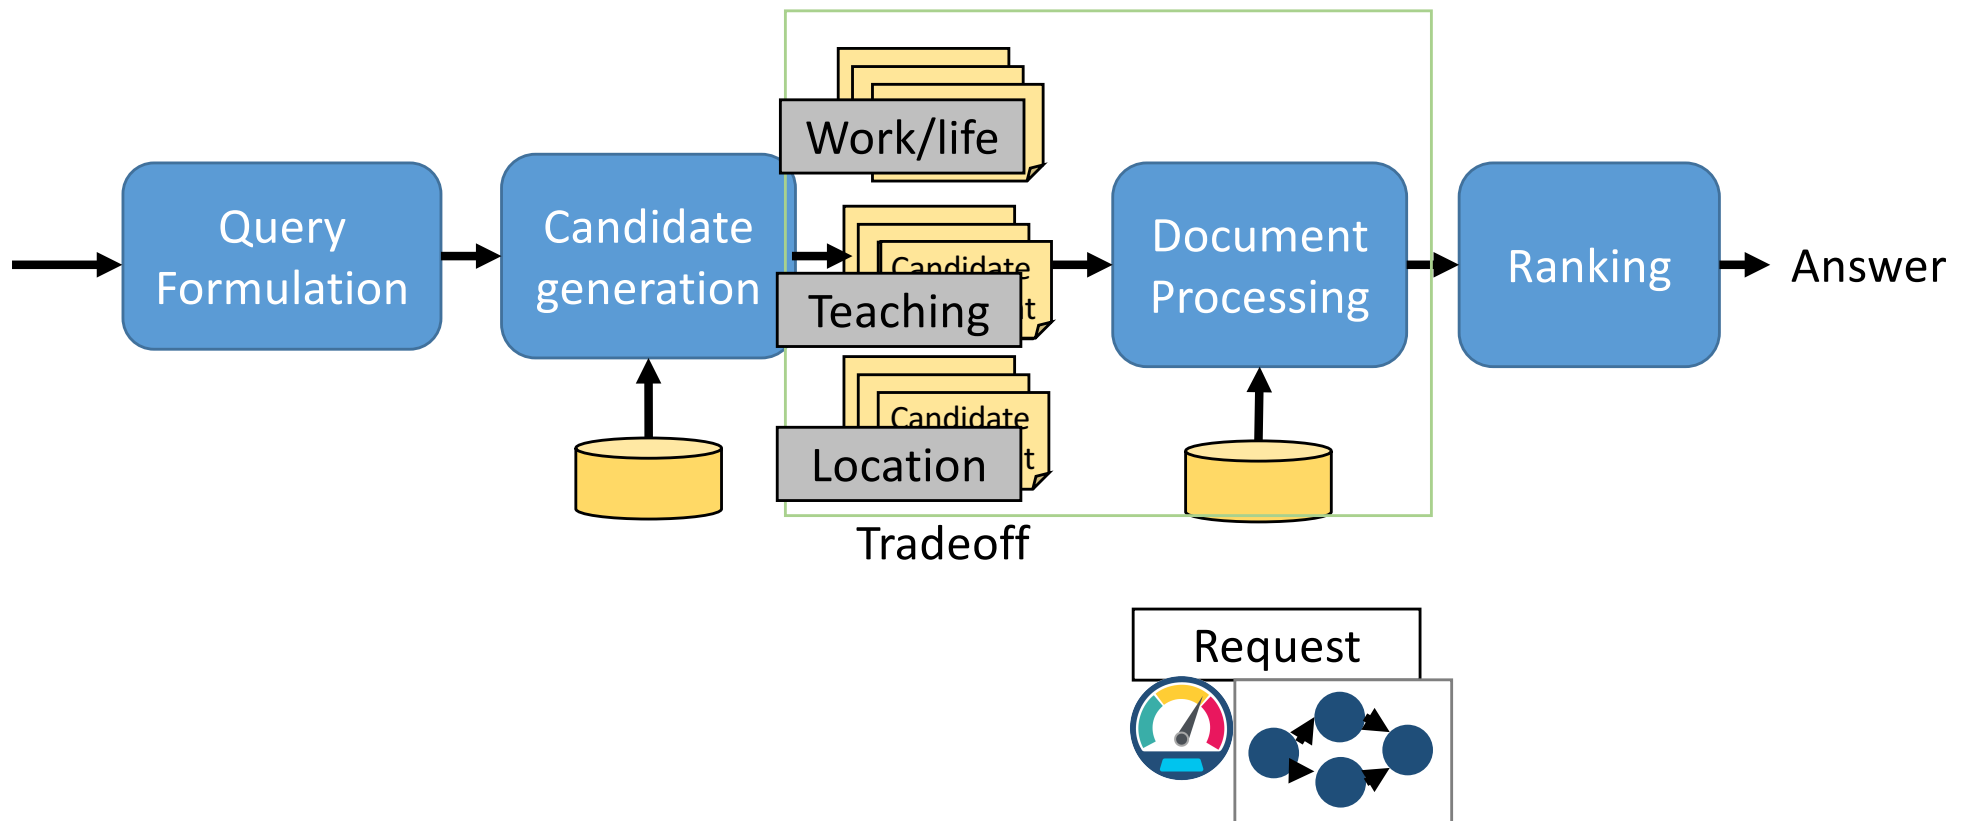 Work/life
Query
Formulation
Candidate
generation
Candidate
t
Teaching
Candidate
t
Location
Document
Processing
Ranking
Answer
Tradeoff
Request